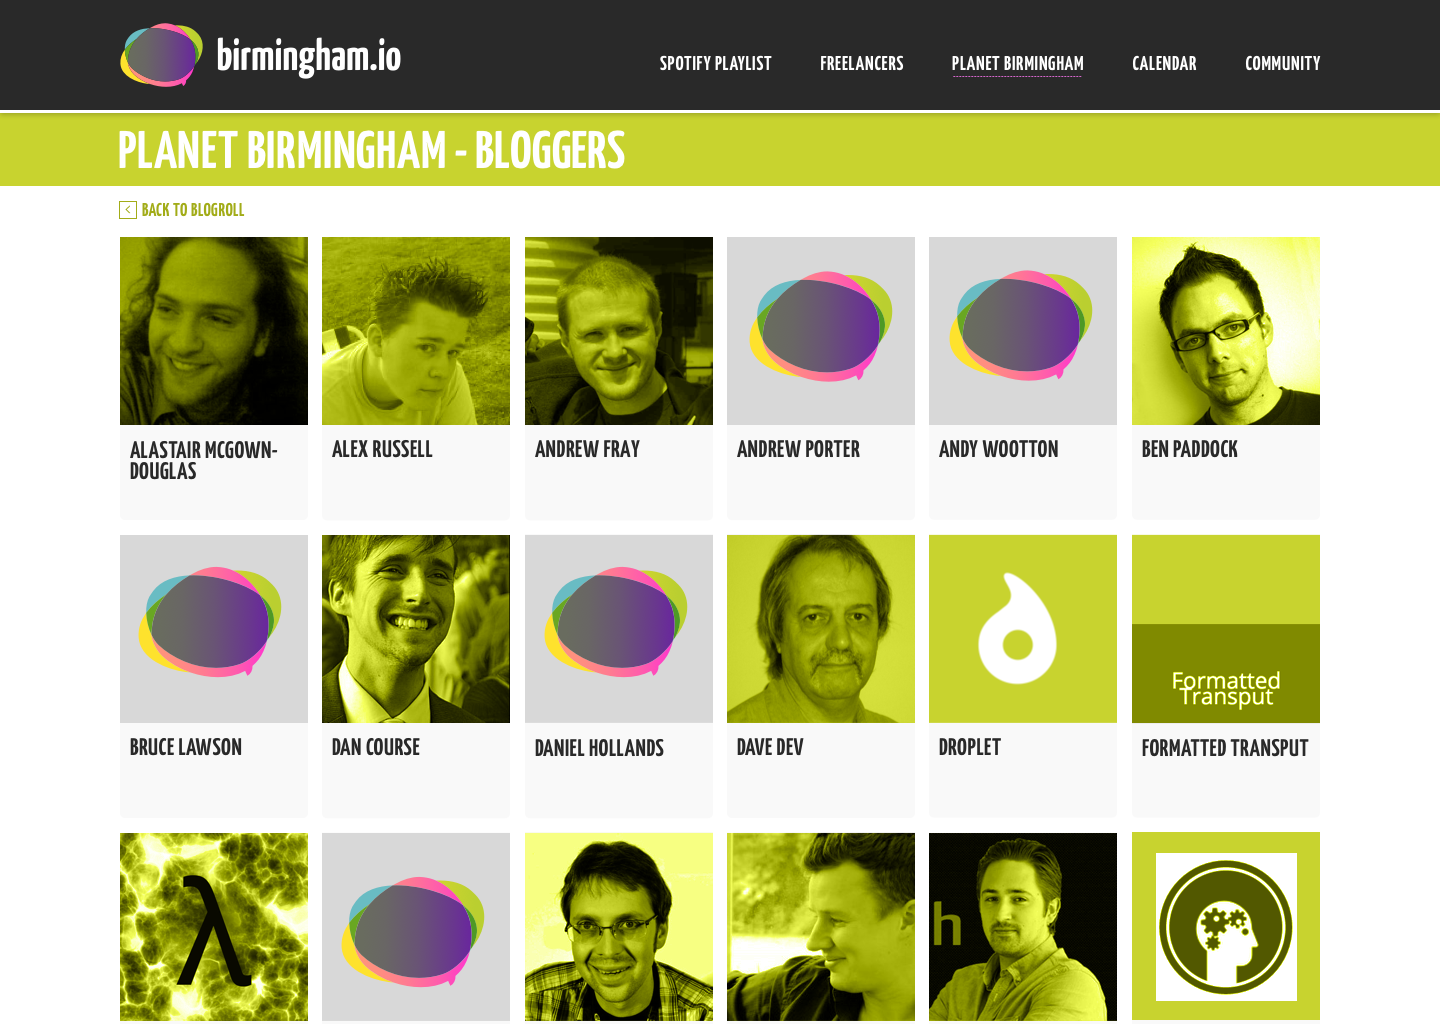 birmingham.io
SPOTIFY PLAYLIST
FREELANCERS
PLANET BIRMINGHAM
CALENDAR
COMMUNITY
PLANET BIRMINGHAM - BLOGGERS
< BACK TO BLOGROLL
ALASTAIR MCGOWN-
DOUGLAS
ALEX RUSSELL
ANDREW FRAY
ANDREW PORTER
ANDY WOOTTON
BEN PADDOCK
BRUCE LAWSON
DAN COURSE
DANIEL HOLLANDS
DAVE DEV
DROPLET
Formatted
Transput
FORMATTED TRANSPUT
λ
h